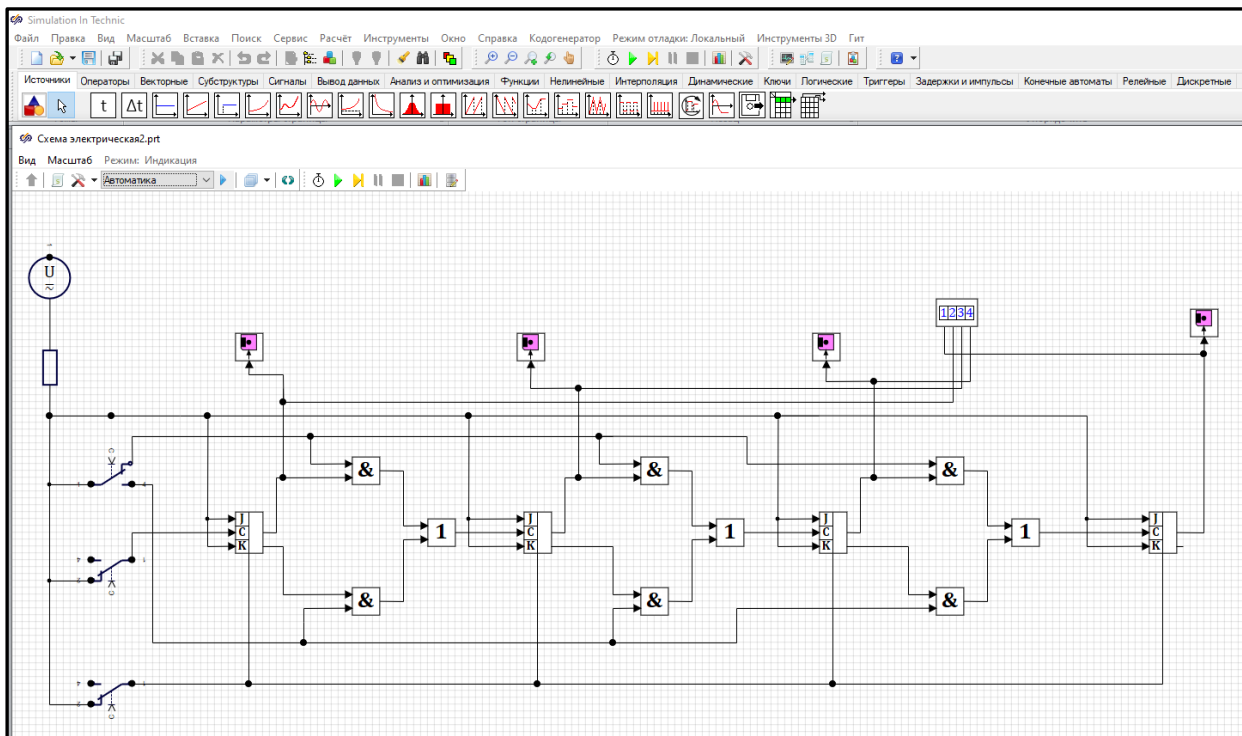 Simulation In Technic
Файл Правка Вид Масштаб Вставка Поиск Сервис Расчёт Инструменты Окно Справка Кодогенератор Режим отладки: Локальный Инструменты 3D Гит
Источники Операторы Векторные Субструктуры Сигналы Вывод данных Анализ и оптимизация Функции Нелинейные Интерполяция Динамические Ключи Логические Триггеры Задержки и импульсы Конечные автоматы Релейные Дискретные
t Δt
Схема электрическая2.prt
Вид Масштаб Режим: Индикация
Автоматика
U
1234
& & &
J J J J
C 1 C 1 C 1 C
K K K K
& & &